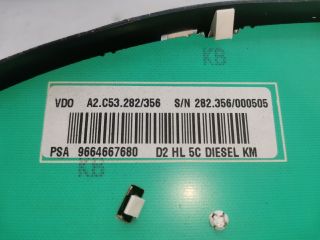 KB
VDO A2.C53.282/356 S/N 282.356/000505
PSA 9664667680 D2 HL 5C DIESEL KM
KB